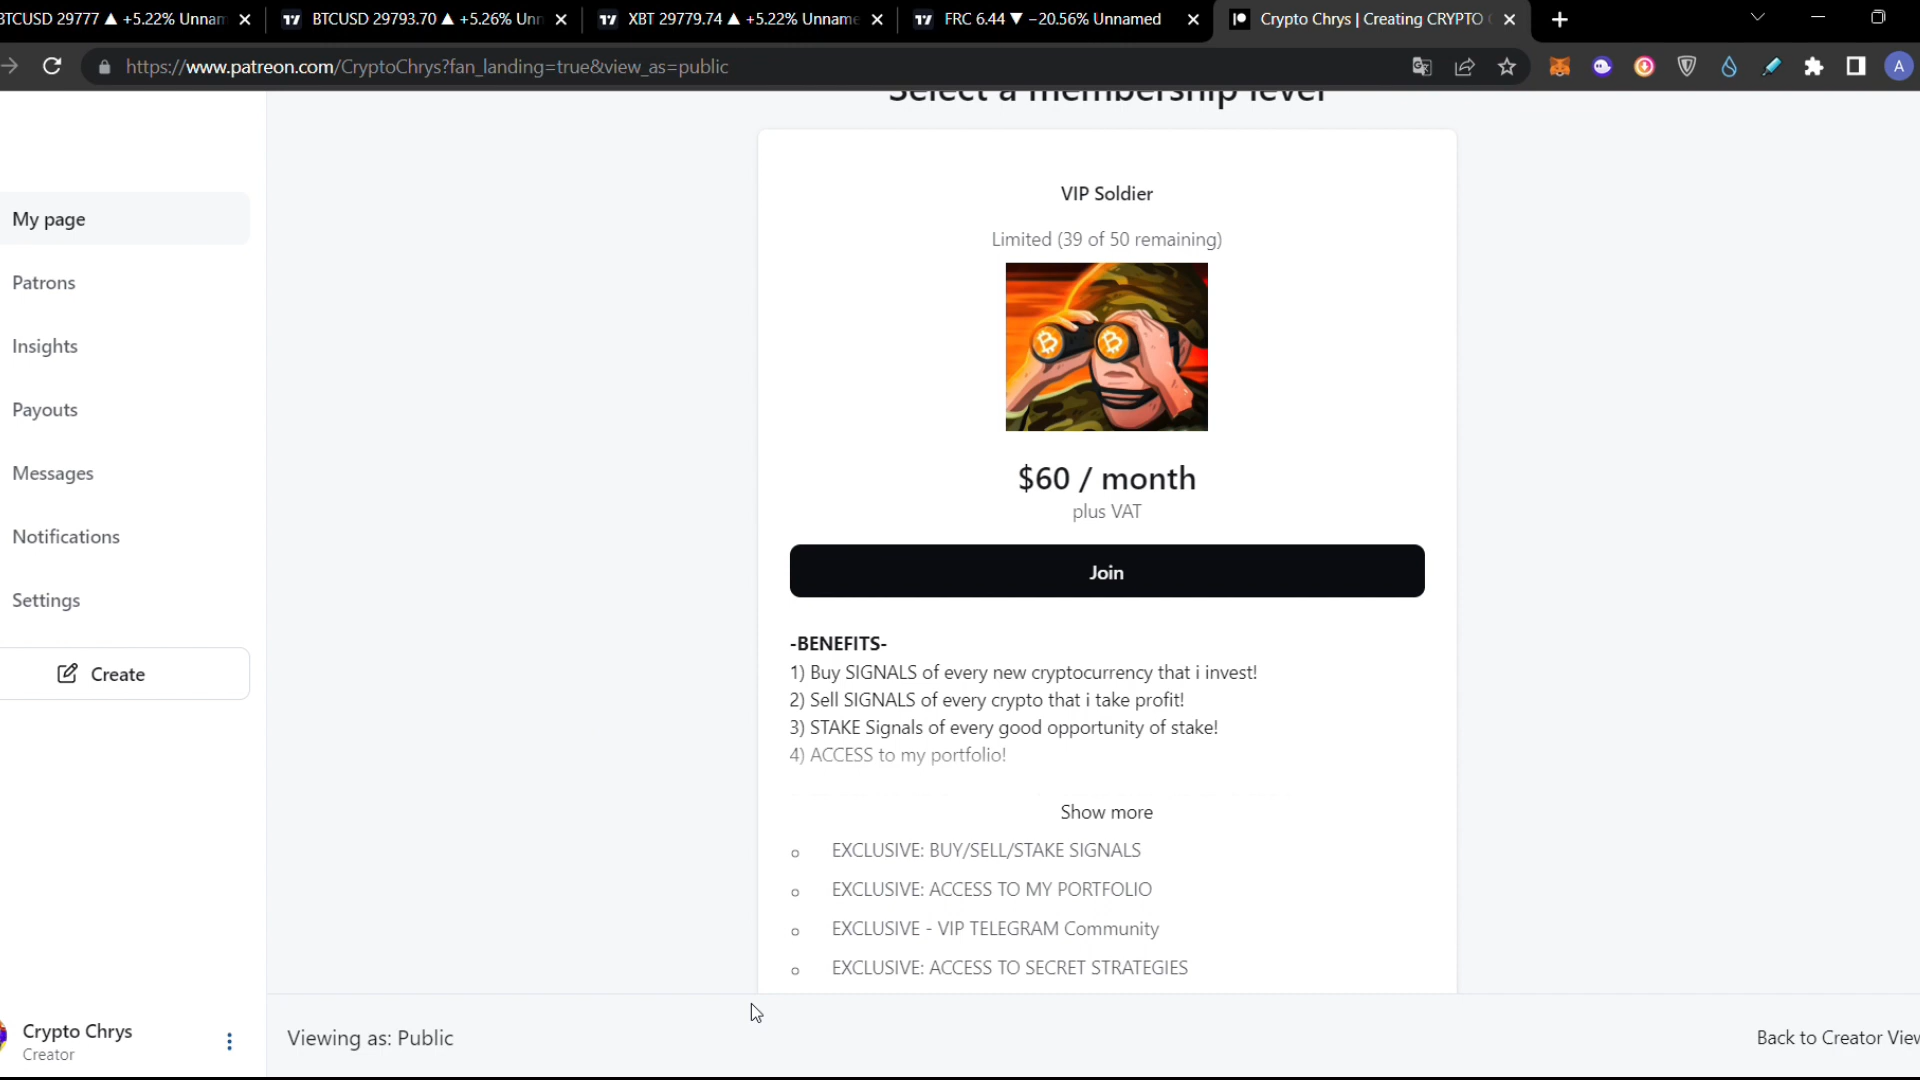 BTCUSD 29777 ▲ +5.22% Unnam
BTCUSD 29793.70 ▲ +5.26% Unn
XBT 29779.74 ▲ +5.22% Unname
FRC 6.44 ▼ −20.56% Unnamed
Crypto Chrys | Creating CRYPTO
https://www.patreon.com/CryptoChrys?fan_landing=true&view_as=public
A
Select a membership level
My page
Patrons
Insights
Payouts
Messages
Notifications
Settings
Create
VIP Soldier
Limited (39 of 50 remaining)
$60 / month
plus VAT
Join
-BENEFITS-
1) Buy SIGNALS of every new cryptocurrency that i invest!
2) Sell SIGNALS of every crypto that i take profit!
3) STAKE Signals of every good opportunity of stake!
4) ACCESS to my portfolio!
Show more
EXCLUSIVE: BUY/SELL/STAKE SIGNALS
EXCLUSIVE: ACCESS TO MY PORTFOLIO
EXCLUSIVE - VIP TELEGRAM Community
EXCLUSIVE: ACCESS TO SECRET STRATEGIES
Crypto Chrys
Creator
Viewing as: Public
Back to Creator View